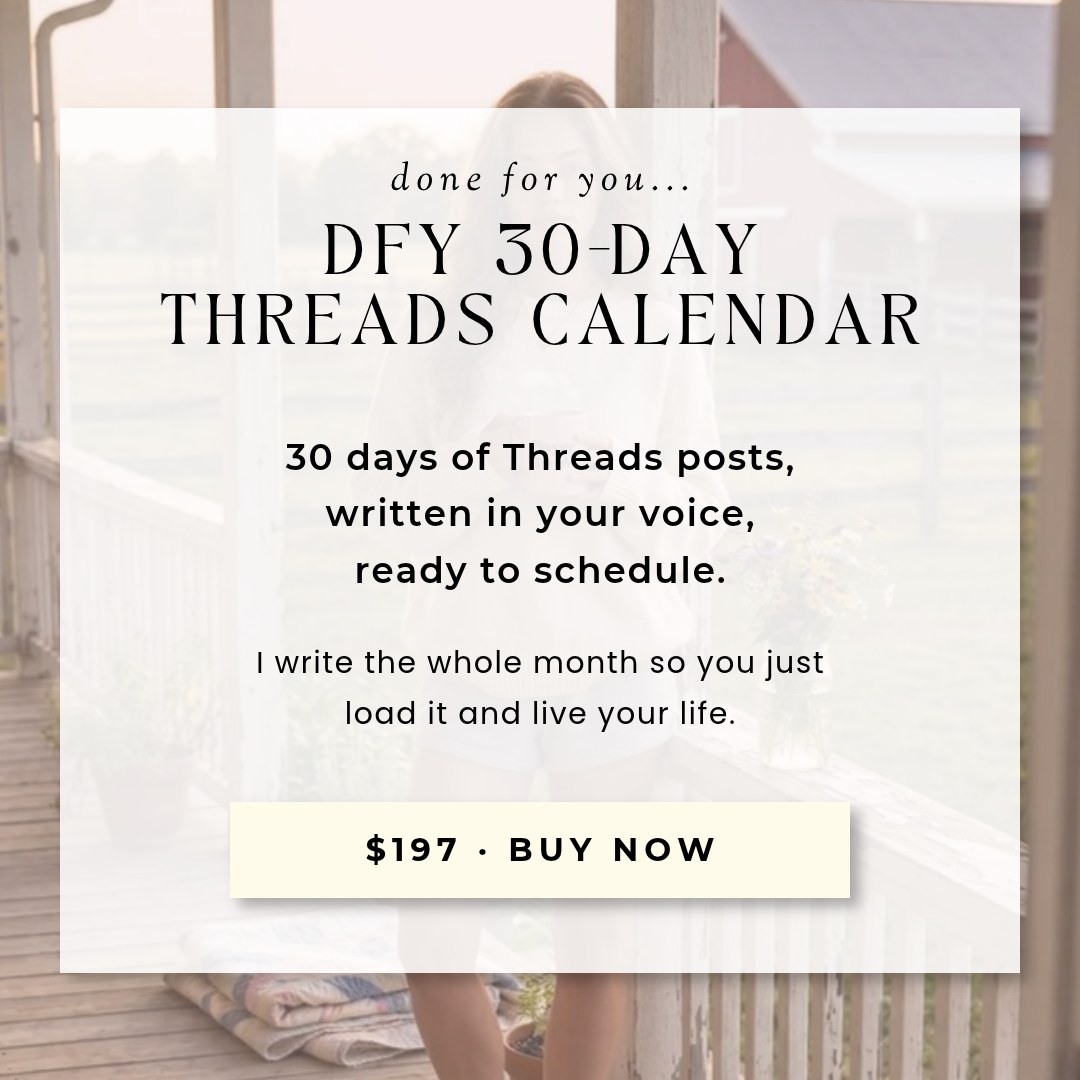 done for you...
DFY 30-DAY
THREADS CALENDAR
30 days of Threads posts,
written in your voice,
ready to schedule.
I write the whole month so you just
load it and live your life.
$197 · BUY NOW